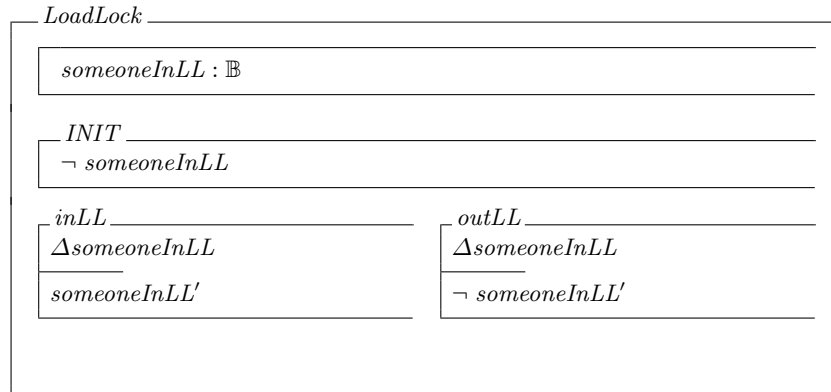 LoadLock
someoneInLL : 𝔹
INIT
¬ someoneInLL
inLL
ΔsomeoneInLL
someoneInLL′
outLL
ΔsomeoneInLL
¬ someoneInLL′